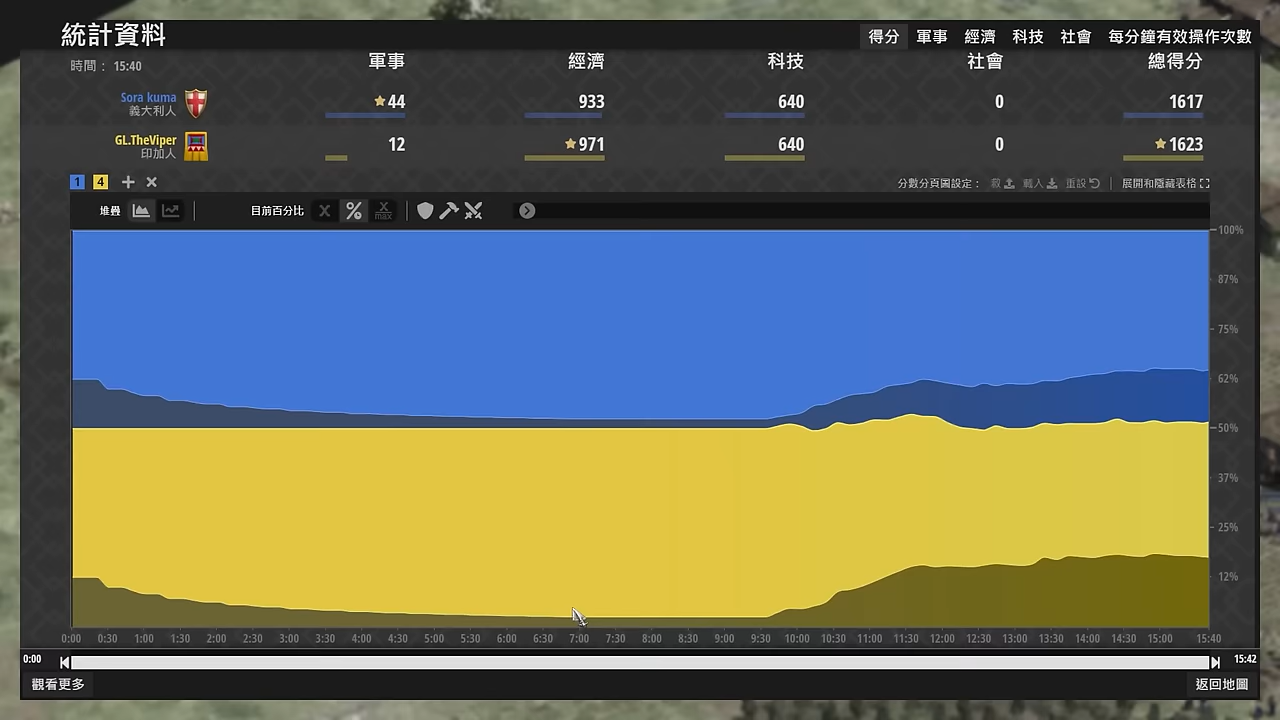 統計資料
得分 軍事 經濟 科技 社會 每分鐘有效操作次數
時間： 15:40
軍事 經濟 科技 社會 總得分
Sora kuma
義大利人
44 933 640 0 1617
GL.TheViper
印加人
12 971 640 0 1623
1 4
分數分頁圖設定： 載入 重設 展開和隱藏表格
堆疊 目前百分比 X % X max
100%
87%
75%
62%
50%
37%
25%
12%
0:00 0:30 1:00 1:30 2:00 2:30 3:00 3:30 4:00 4:30 5:00 5:30 6:00 6:30 7:00 7:30 8:00 8:30 9:00 9:30 10:00 10:30 11:00 11:30 12:00 12:30 13:00 13:30 14:00 14:30 15:00 15:40
0:00 15:42
觀看更多 返回地圖